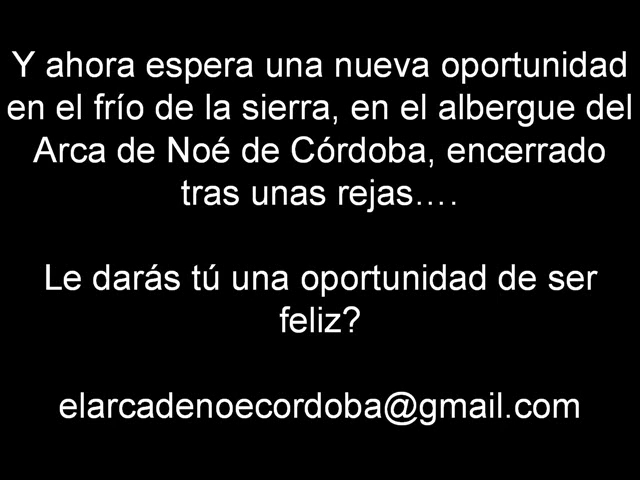 Y ahora espera una nueva oportunidad
en el frío de la sierra, en el albergue del
Arca de Noé de Córdoba, encerrado
tras unas rejas....
Le darás tú una oportunidad de ser
feliz?
elarcadenoecordoba@gmail.com